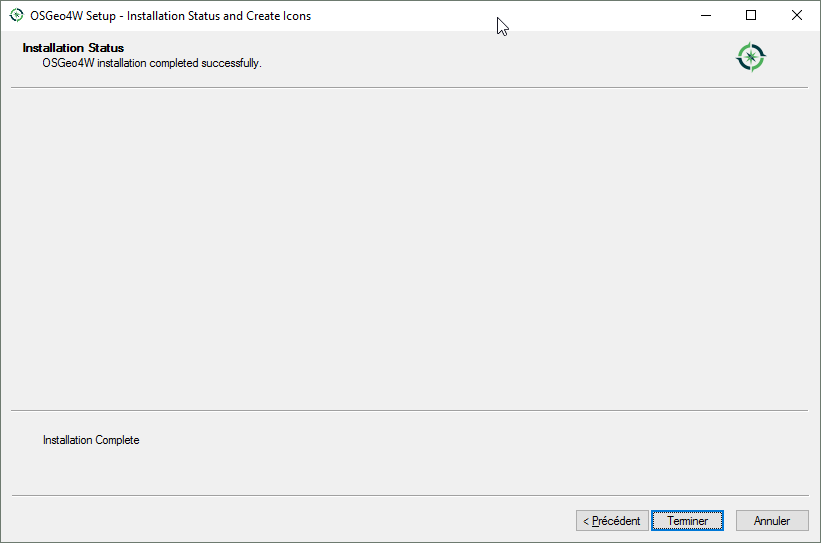 OSGeo4W Setup - Installation Status and Create Icons
Installation Status
OSGeo4W installation completed successfully.
Installation Complete
< Précédent
Terminer
Annuler